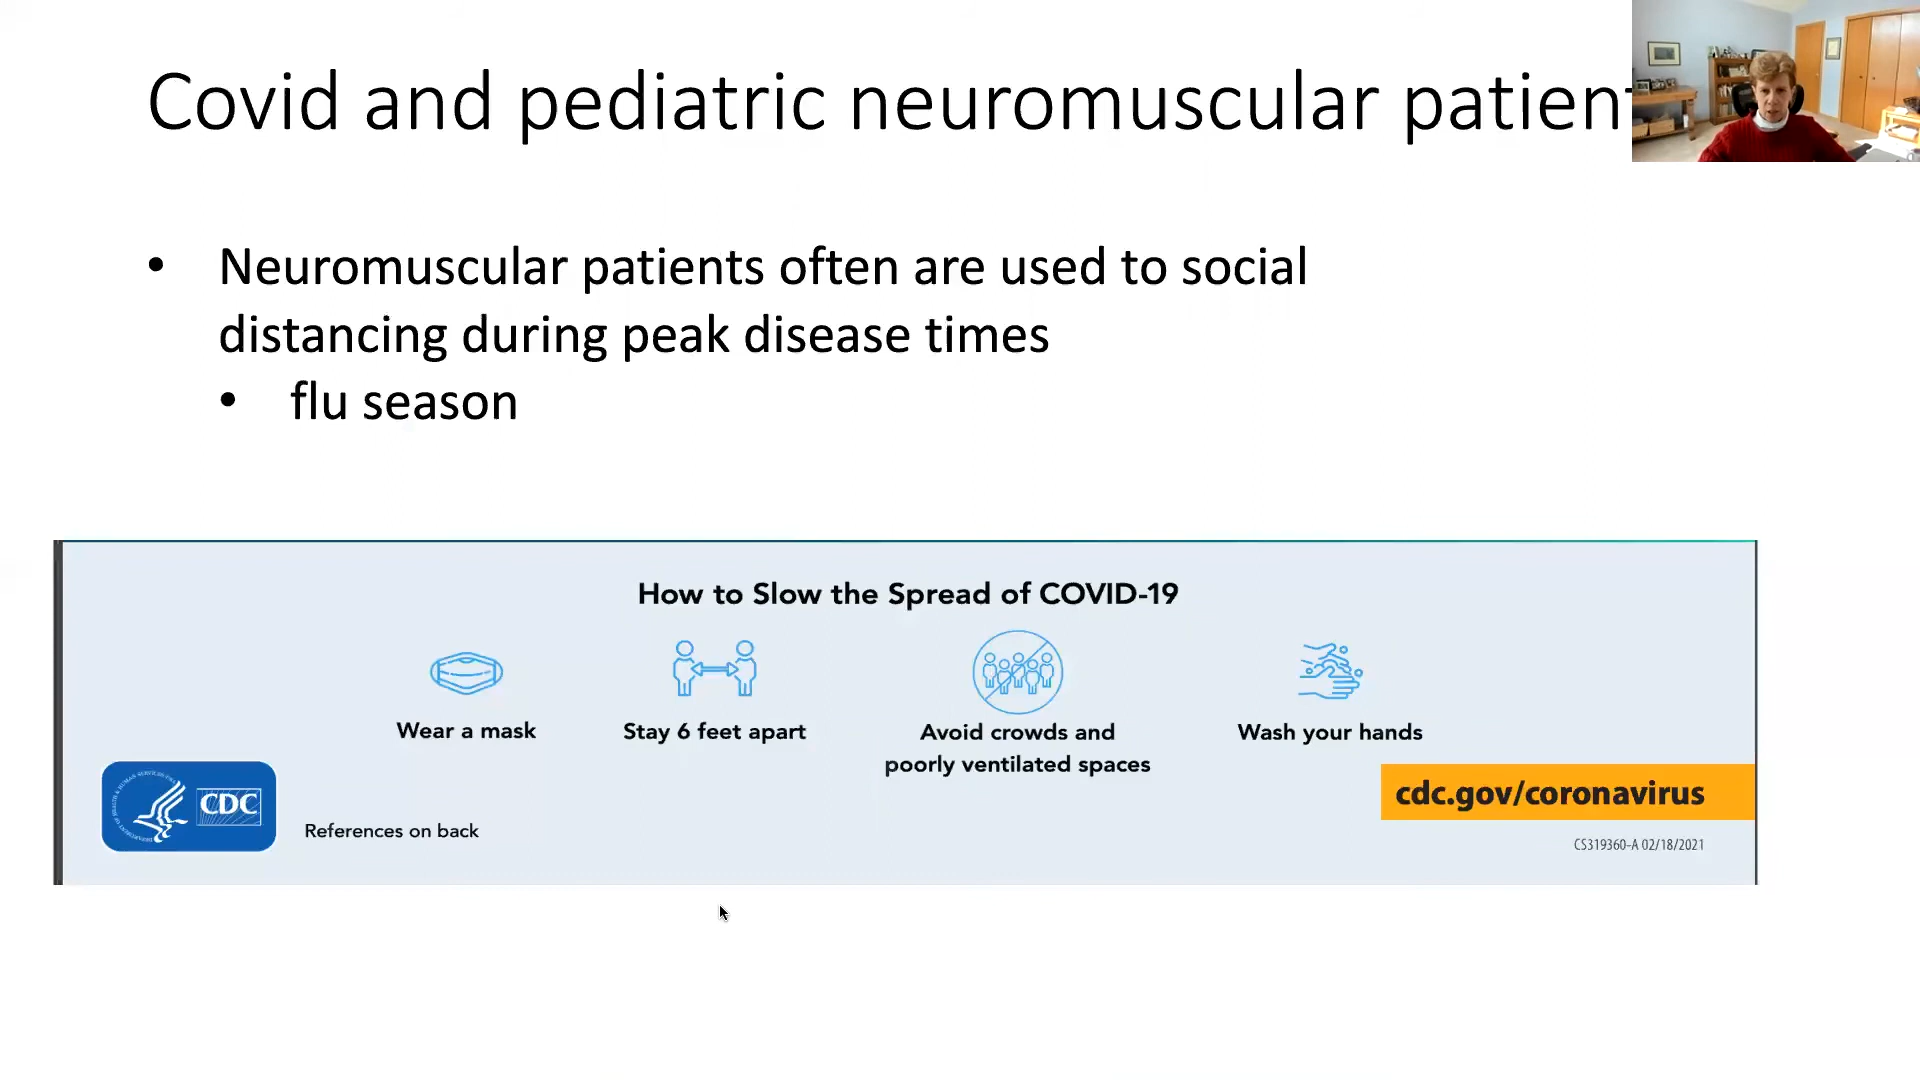 Covid and pediatric neuromuscular patient
• Neuromuscular patients often are used to social
distancing during peak disease times
• flu season
How to Slow the Spread of COVID-19
Wear a mask
Stay 6 feet apart
Avoid crowds and
poorly ventilated spaces
Wash your hands
CDC
References on back
cdc.gov/coronavirus
CS319360-A 02/18/2021